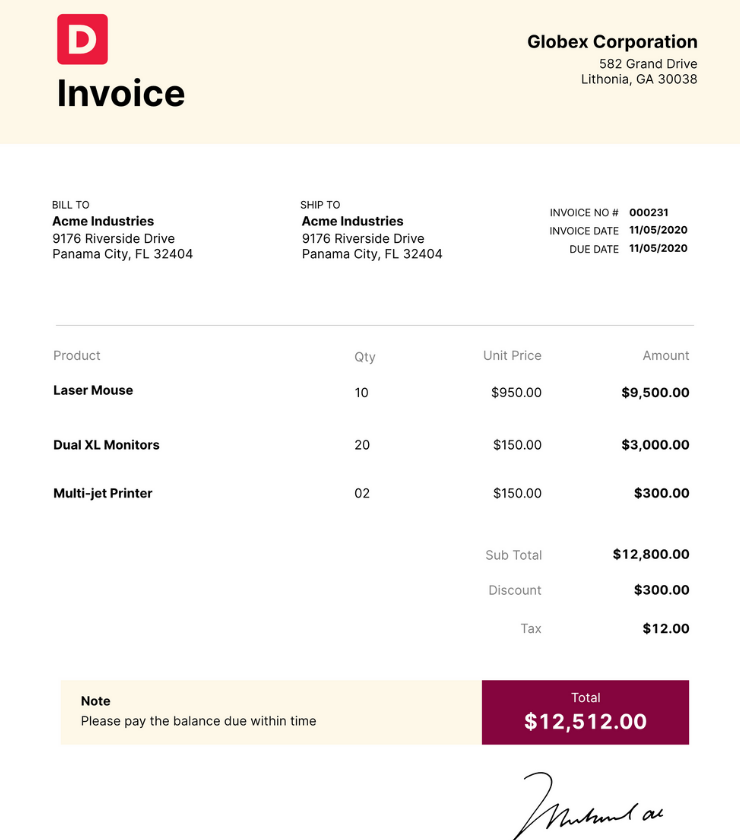 D
Invoice
Globex Corporation
582 Grand Drive
Lithonia, GA 30038
BILL TO
Acme Industries
9176 Riverside Drive
Panama City, FL 32404
SHIP TO
Acme Industries
9176 Riverside Drive
Panama City, FL 32404
INVOICE NO # 000231
INVOICE DATE 11/05/2020
DUE DATE 11/05/2020
Product Qty Unit Price Amount
Laser Mouse 10 $950.00 $9,500.00
Dual XL Monitors 20 $150.00 $3,000.00
Multi-jet Printer 02 $150.00 $300.00
Sub Total $12,800.00
Discount $300.00
Tax $12.00
Note
Please pay the balance due within time
Total
$12,512.00